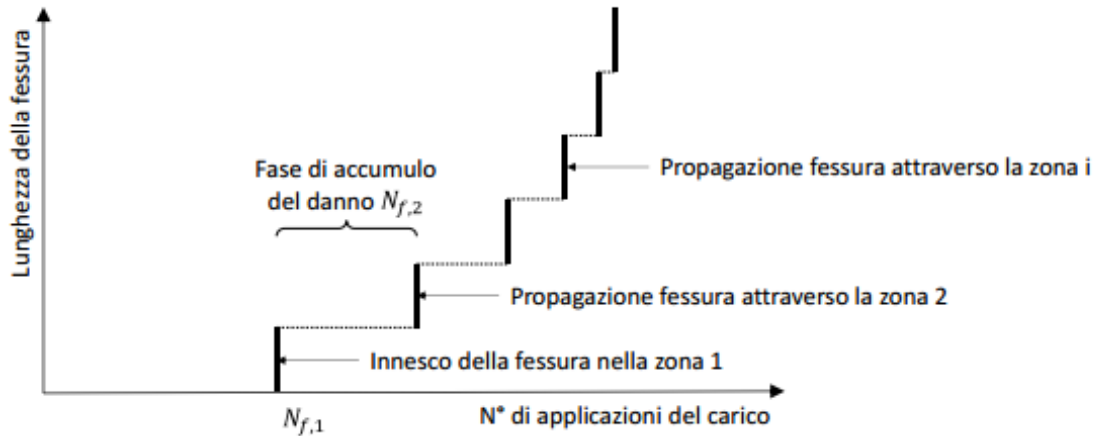 Lunghezza della fessura
Fase di accumulo
del danno N_{f,2}
Propagazione fessura attraverso la zona i
Propagazione fessura attraverso la zona 2
Innesco della fessura nella zona 1
N_{f,1}
N° di applicazioni del carico